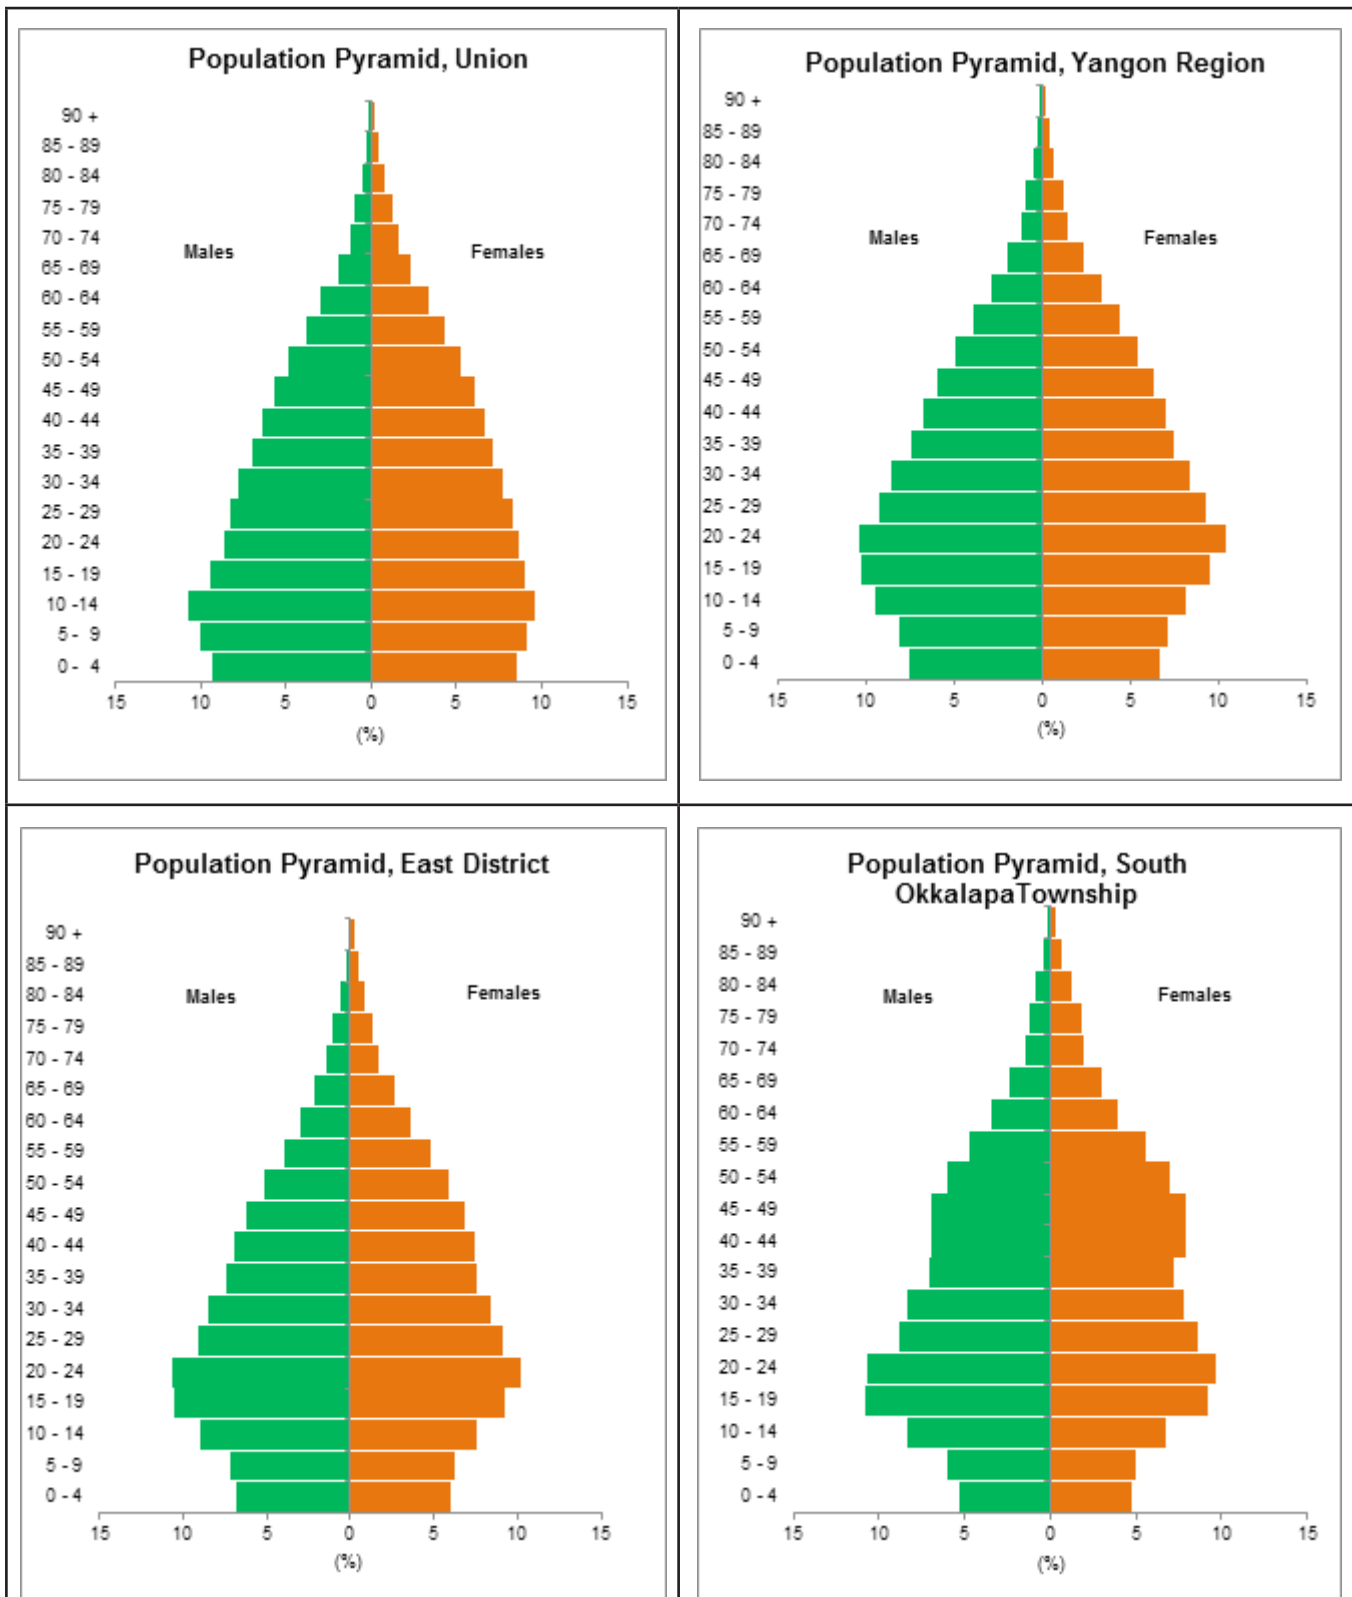 Population Pyramid, Union
90 +
85 - 89
80 - 84
75 - 79
70 - 74
Males
Females
65 - 69
60 - 64
55 - 59
50 - 54
45 - 49
40 - 44
35 - 39
30 - 34
25 - 29
20 - 24
15 - 19
10 -14
5 - 9
0 - 4
15 10 5 0 5 10 15
(%)
Population Pyramid, Yangon Region
90 +
85 - 89
80 - 84
75 - 79
70 - 74
Males
Females
65 - 69
60 - 64
55 - 59
50 - 54
45 - 49
40 - 44
35 - 39
30 - 34
25 - 29
20 - 24
15 - 19
10 - 14
5 - 9
0 - 4
15 10 5 0 5 10 15
(%)
Population Pyramid, East District
90 +
85 - 89
80 - 84
Males
Females
75 - 79
70 - 74
65 - 69
60 - 64
55 - 59
50 - 54
45 - 49
40 - 44
35 - 39
30 - 34
25 - 29
20 - 24
15 - 19
10 - 14
5 - 9
0 - 4
15 10 5 0 5 10 15
(%)
Population Pyramid, South
OkkalapaTownship
90 +
85 - 89
80 - 84
Males
Females
75 - 79
70 - 74
65 - 69
60 - 64
55 - 59
50 - 54
45 - 49
40 - 44
35 - 39
30 - 34
25 - 29
20 - 24
15 - 19
10 - 14
5 - 9
0 - 4
15 10 5 0 5 10 15
(%)